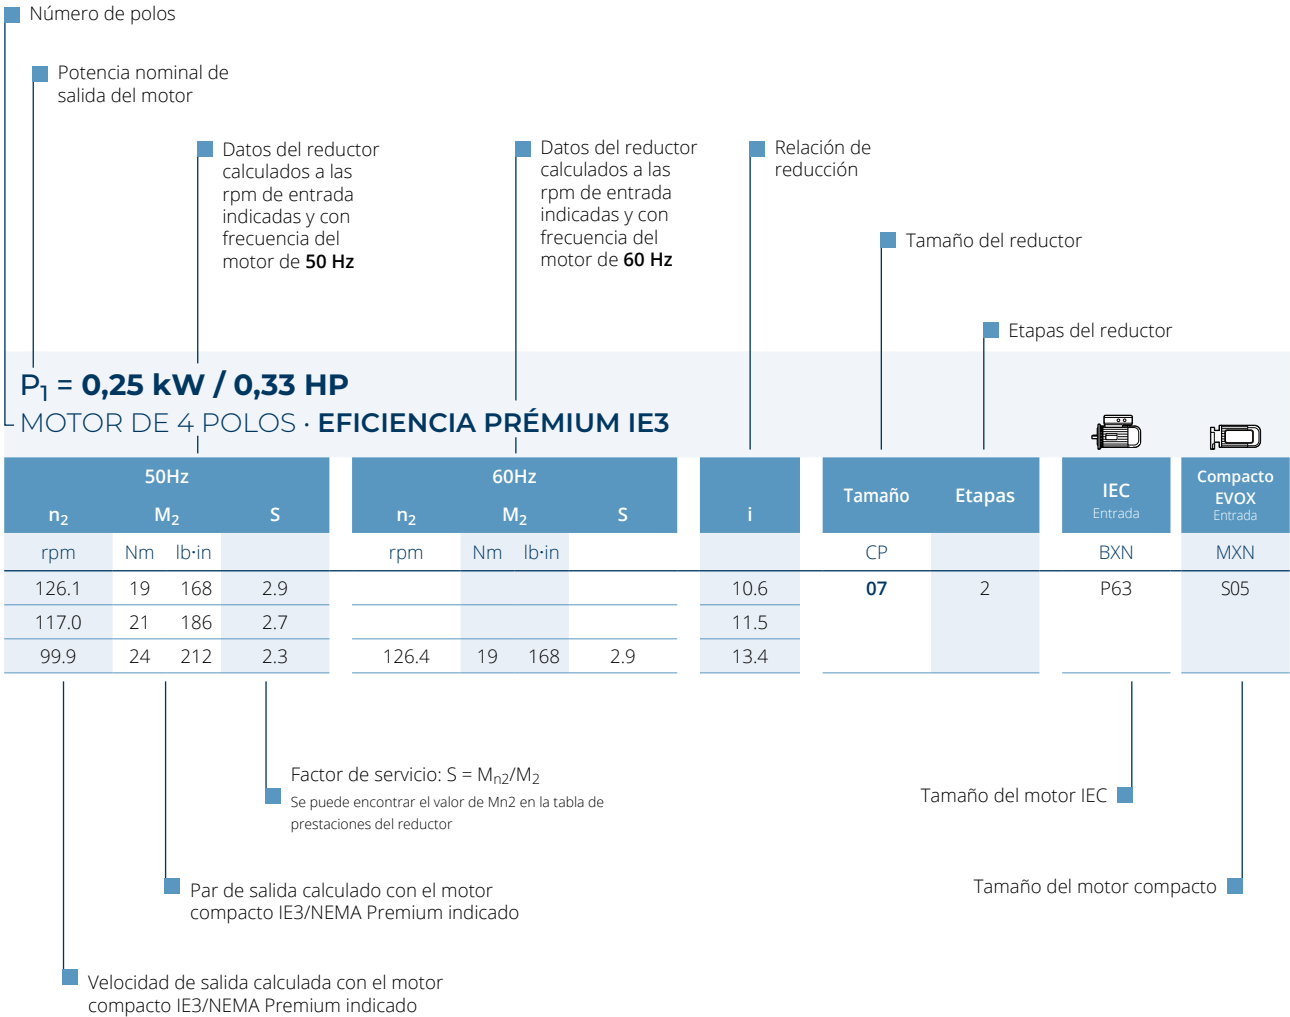 Número de polos
Potencia nominal de
salida del motor
Datos del reductor
calculados a las
rpm de entrada
indicadas y con
frecuencia del
motor de 50 Hz
Datos del reductor
calculados a las
rpm de entrada
indicadas y con
frecuencia del
motor de 60 Hz
Relación de
reducción
Tamaño del reductor
Etapas del reductor
P1 = 0,25 kW / 0,33 HP
MOTOR DE 4 POLOS · EFICIENCIA PRÉMIUM IE3
50Hz 60Hz i Tamaño Etapas IEC Entrada Compacto EVOX Entrada
n2 M2 S n2 M2 S
rpm Nm lb·in rpm Nm lb·in CP BXN MXN
126.1 19 168 2.9 10.6 07 2 P63 S05
117.0 21 186 2.7 11.5
99.9 24 212 2.3 126.4 19 168 2.9 13.4
Factor de servicio: S = Mn2/M2
Se puede encontrar el valor de Mn2 en la tabla de
prestaciones del reductor
Tamaño del motor IEC
Par de salida calculado con el motor
compacto IE3/NEMA Premium indicado
Tamaño del motor compacto
Velocidad de salida calculada con el motor
compacto IE3/NEMA Premium indicado